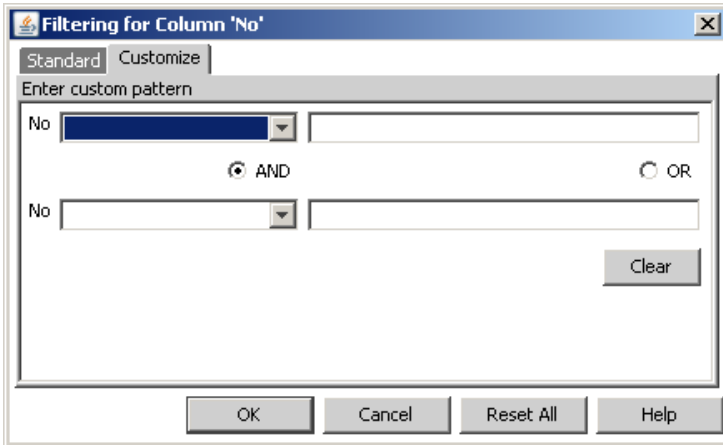 Filtering for Column 'No'
Standard Customize
Enter custom pattern
No
AND OR
No
Clear
OK Cancel Reset All Help